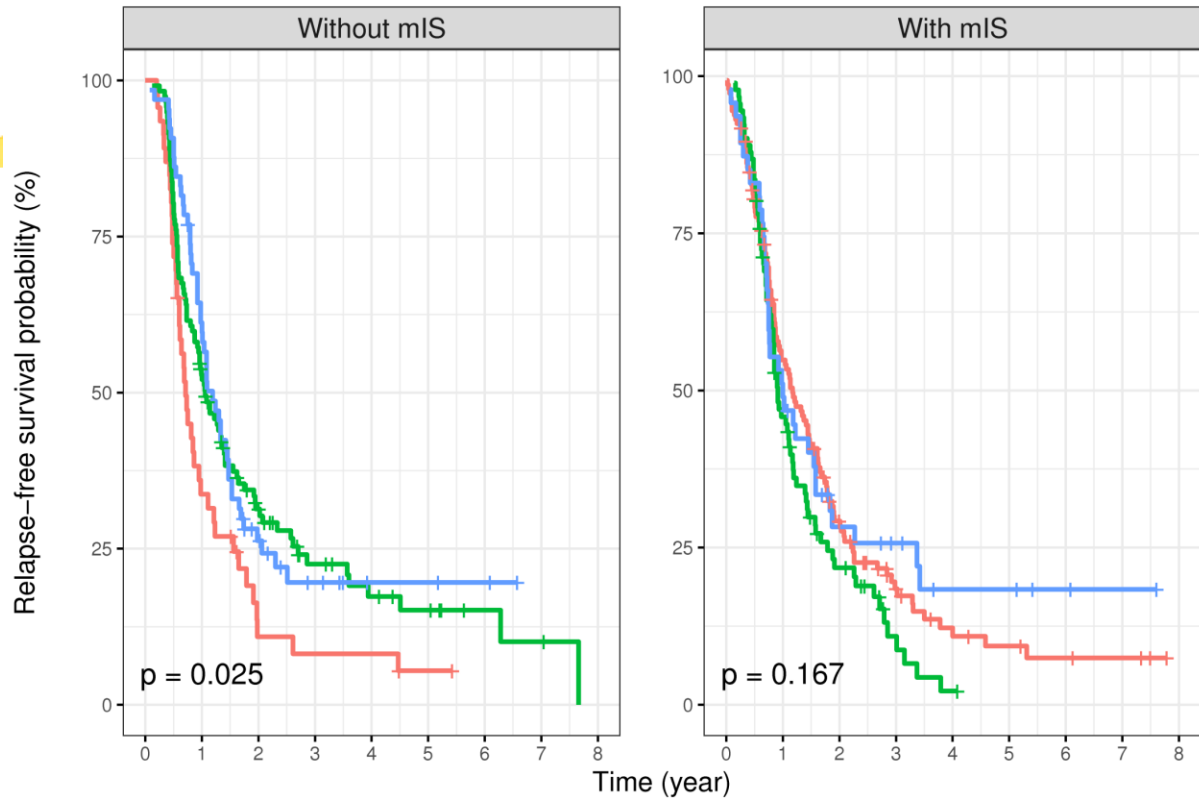 Without mIS
With mIS
Relapse-free survival probability (%)
100
75
50
25
0
p = 0.025
0 1 2 3 4 5 6 7 8
100
75
50
25
0
p = 0.167
0 1 2 3 4 5 6 7 8
Time (year)